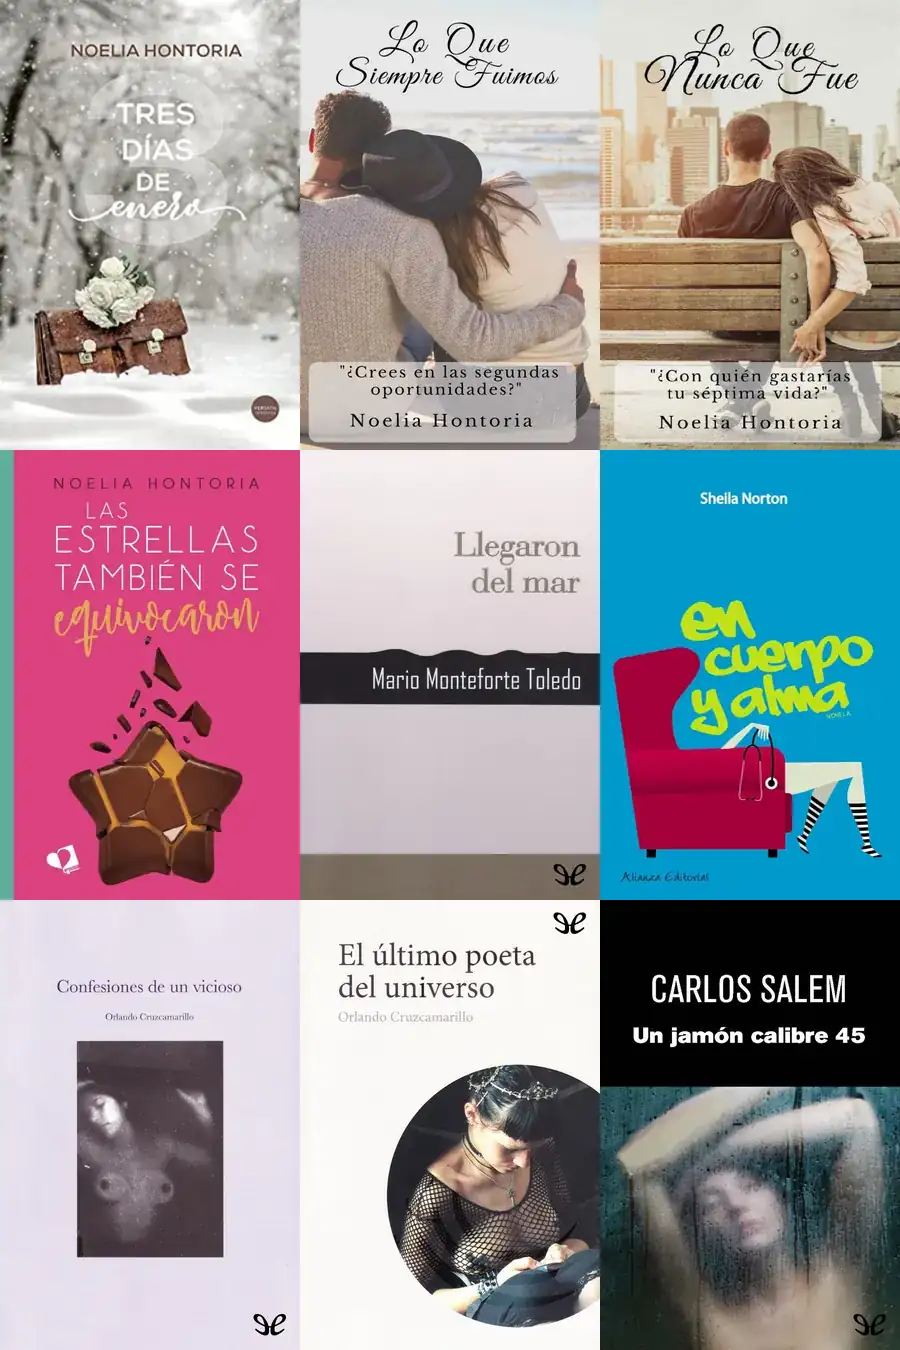 NOELIA HONTORIA
3
TRES
DÍAS
DE
enero
Lo Que
Siempre Fuimos
"¿Crees en las segundas
oportunidades?"
Noelia Hontoria
Lo Que
Nunca Fue
"¿Con quién gastarías
tu séptima vida?"
Noelia Hontoria
NOELIA HONTORIA
LAS
ESTRELLAS
TAMBIÉN SE
equivocaron
Llegaron
del mar
Mario Monteforte Toledo
Sheila Norton
en
cuerpo
y alma
NOVELA
Alianza Editorial
Confesiones de un vicioso
Orlando Cruzcamarillo
El último poeta
del universo
Orlando Cruzcamarillo
CARLOS SALEM
Un jamón calibre 45